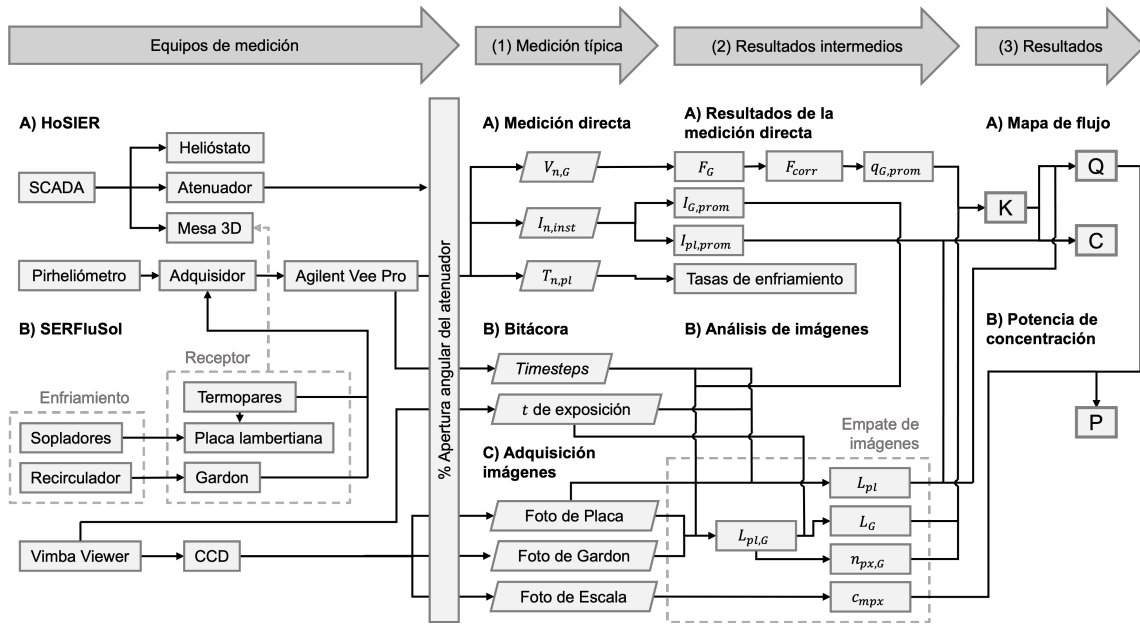 Equipos de medición
(1) Medición típica
(2) Resultados intermedios
(3) Resultados
A) HoSIER
SCADA
Helióstato
Atenuador
Mesa 3D
Pirheliómetro
Adquisidor
Agilent Vee Pro
B) SERFluSol
Receptor
Enfriamiento
Termopares
Sopladores
Placa lambertiana
Recirculador
Gardon
Vimba Viewer
CCD
% Apertura angular del atenuador
A) Medición directa
V_{n,G}
I_{n,inst}
T_{n,pl}
B) Bitácora
Timesteps
t de exposición
C) Adquisición
imágenes
Foto de Placa
Foto de Gardon
Foto de Escala
A) Resultados de la
medición directa
F_G
F_{corr}
q_{G,prom}
I_{G,prom}
I_{pl,prom}
Tasas de enfriamiento
B) Análisis de imágenes
Empate de
imágenes
L_{pl}
L_{pl,G}
L_G
n_{px,G}
c_{mpx}
A) Mapa de flujo
Q
K
C
B) Potencia de
concentración
P